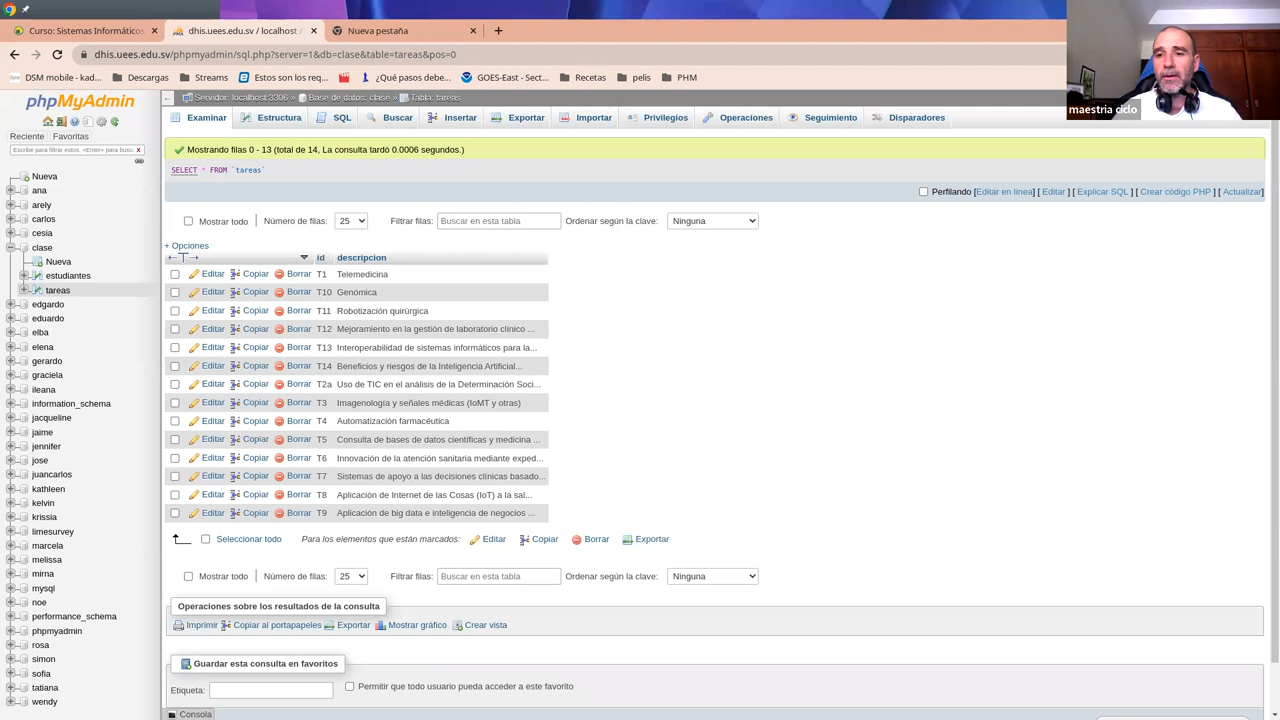 Curso: Sistemas Informáticos
dhis.uees.edu.sv / localhost /
Nueva pestaña
dhis.uees.edu.sv/phpmyadmin/sql.php?server=1&db=clase&table=tareas&pos=0
DSM mobile - kad...
Descargas
Streams
Estos son los req...
¿Qué pasos debe...
GOES-East - Sect...
Recetas
pelis
PHM
maestria ciclo
phpMyAdmin
Reciente
Favoritas
Escribe para filtrar estos, «Enter» para busc.
X
Nueva
ana
arely
carlos
cesia
clase
Nueva
estudiantes
tareas
edgardo
eduardo
elba
elena
gerardo
graciela
ileana
information_schema
jacqueline
jaime
jennifer
jose
juancarlos
kathleen
kelvin
krissia
limesurvey
marcela
melissa
mirna
mysql
noe
performance_schema
phpmyadmin
rosa
simon
sofia
tatiana
wendy
Servidor: localhost:3306 » Base de datos: clase » Tabla: tareas
Examinar
Estructura
SQL
Buscar
Insertar
Exportar
Importar
Privilegios
Operaciones
Seguimiento
Disparadores
Mostrando filas 0 - 13 (total de 14, La consulta tardó 0.0006 segundos.)
SELECT * FROM `tareas`
Perfilando [Editar en línea] [ Editar ] [ Explicar SQL ] [ Crear código PHP ] [ Actualizar]
Mostrar todo
Número de filas: 25
Filtrar filas: Buscar en esta tabla
Ordenar según la clave: Ninguna
+ Opciones
id descripcion
Editar Copiar Borrar T1 Telemedicina
Editar Copiar Borrar T10 Genómica
Editar Copiar Borrar T11 Robotización quirúrgica
Editar Copiar Borrar T12 Mejoramiento en la gestión de laboratorio clínico ...
Editar Copiar Borrar T13 Interoperabilidad de sistemas informáticos para la...
Editar Copiar Borrar T14 Beneficios y riesgos de la Inteligencia Artificial...
Editar Copiar Borrar T2a Uso de TIC en el análisis de la Determinación Soci...
Editar Copiar Borrar T3 Imagenología y señales médicas (IoMT y otras)
Editar Copiar Borrar T4 Automatización farmacéutica
Editar Copiar Borrar T5 Consulta de bases de datos científicas y medicina ...
Editar Copiar Borrar T6 Innovación de la atención sanitaria mediante exped...
Editar Copiar Borrar T7 Sistemas de apoyo a las decisiones clínicas basado...
Editar Copiar Borrar T8 Aplicación de Internet de las Cosas (IoT) a la sal...
Editar Copiar Borrar T9 Aplicación de big data e inteligencia de negocios ...
Seleccionar todo
Para los elementos que están marcados:
Editar
Copiar
Borrar
Exportar
Mostrar todo
Número de filas: 25
Filtrar filas: Buscar en esta tabla
Ordenar según la clave: Ninguna
Operaciones sobre los resultados de la consulta
Imprimir
Copiar al portapapeles
Exportar
Mostrar gráfico
Crear vista
Guardar esta consulta en favoritos
Etiqueta:
Permitir que todo usuario pueda acceder a este favorito
Consola